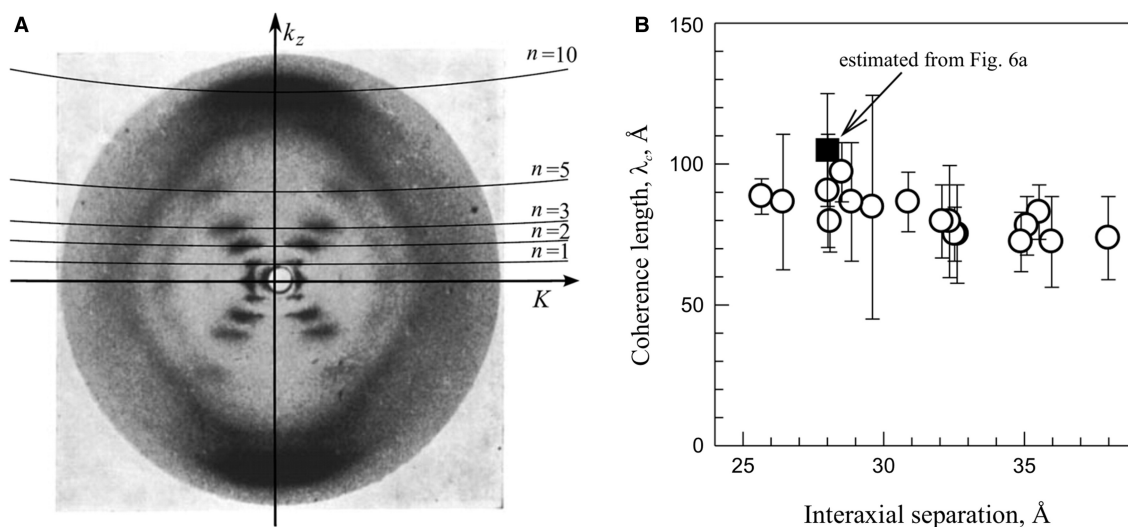 A
k_z
n=10
n=5
n=3
n=2
n=1
K
B
150
100
50
0
Coherence length, λ_c, Å
estimated from Fig. 6a
25
30
35
Interaxial separation, Å